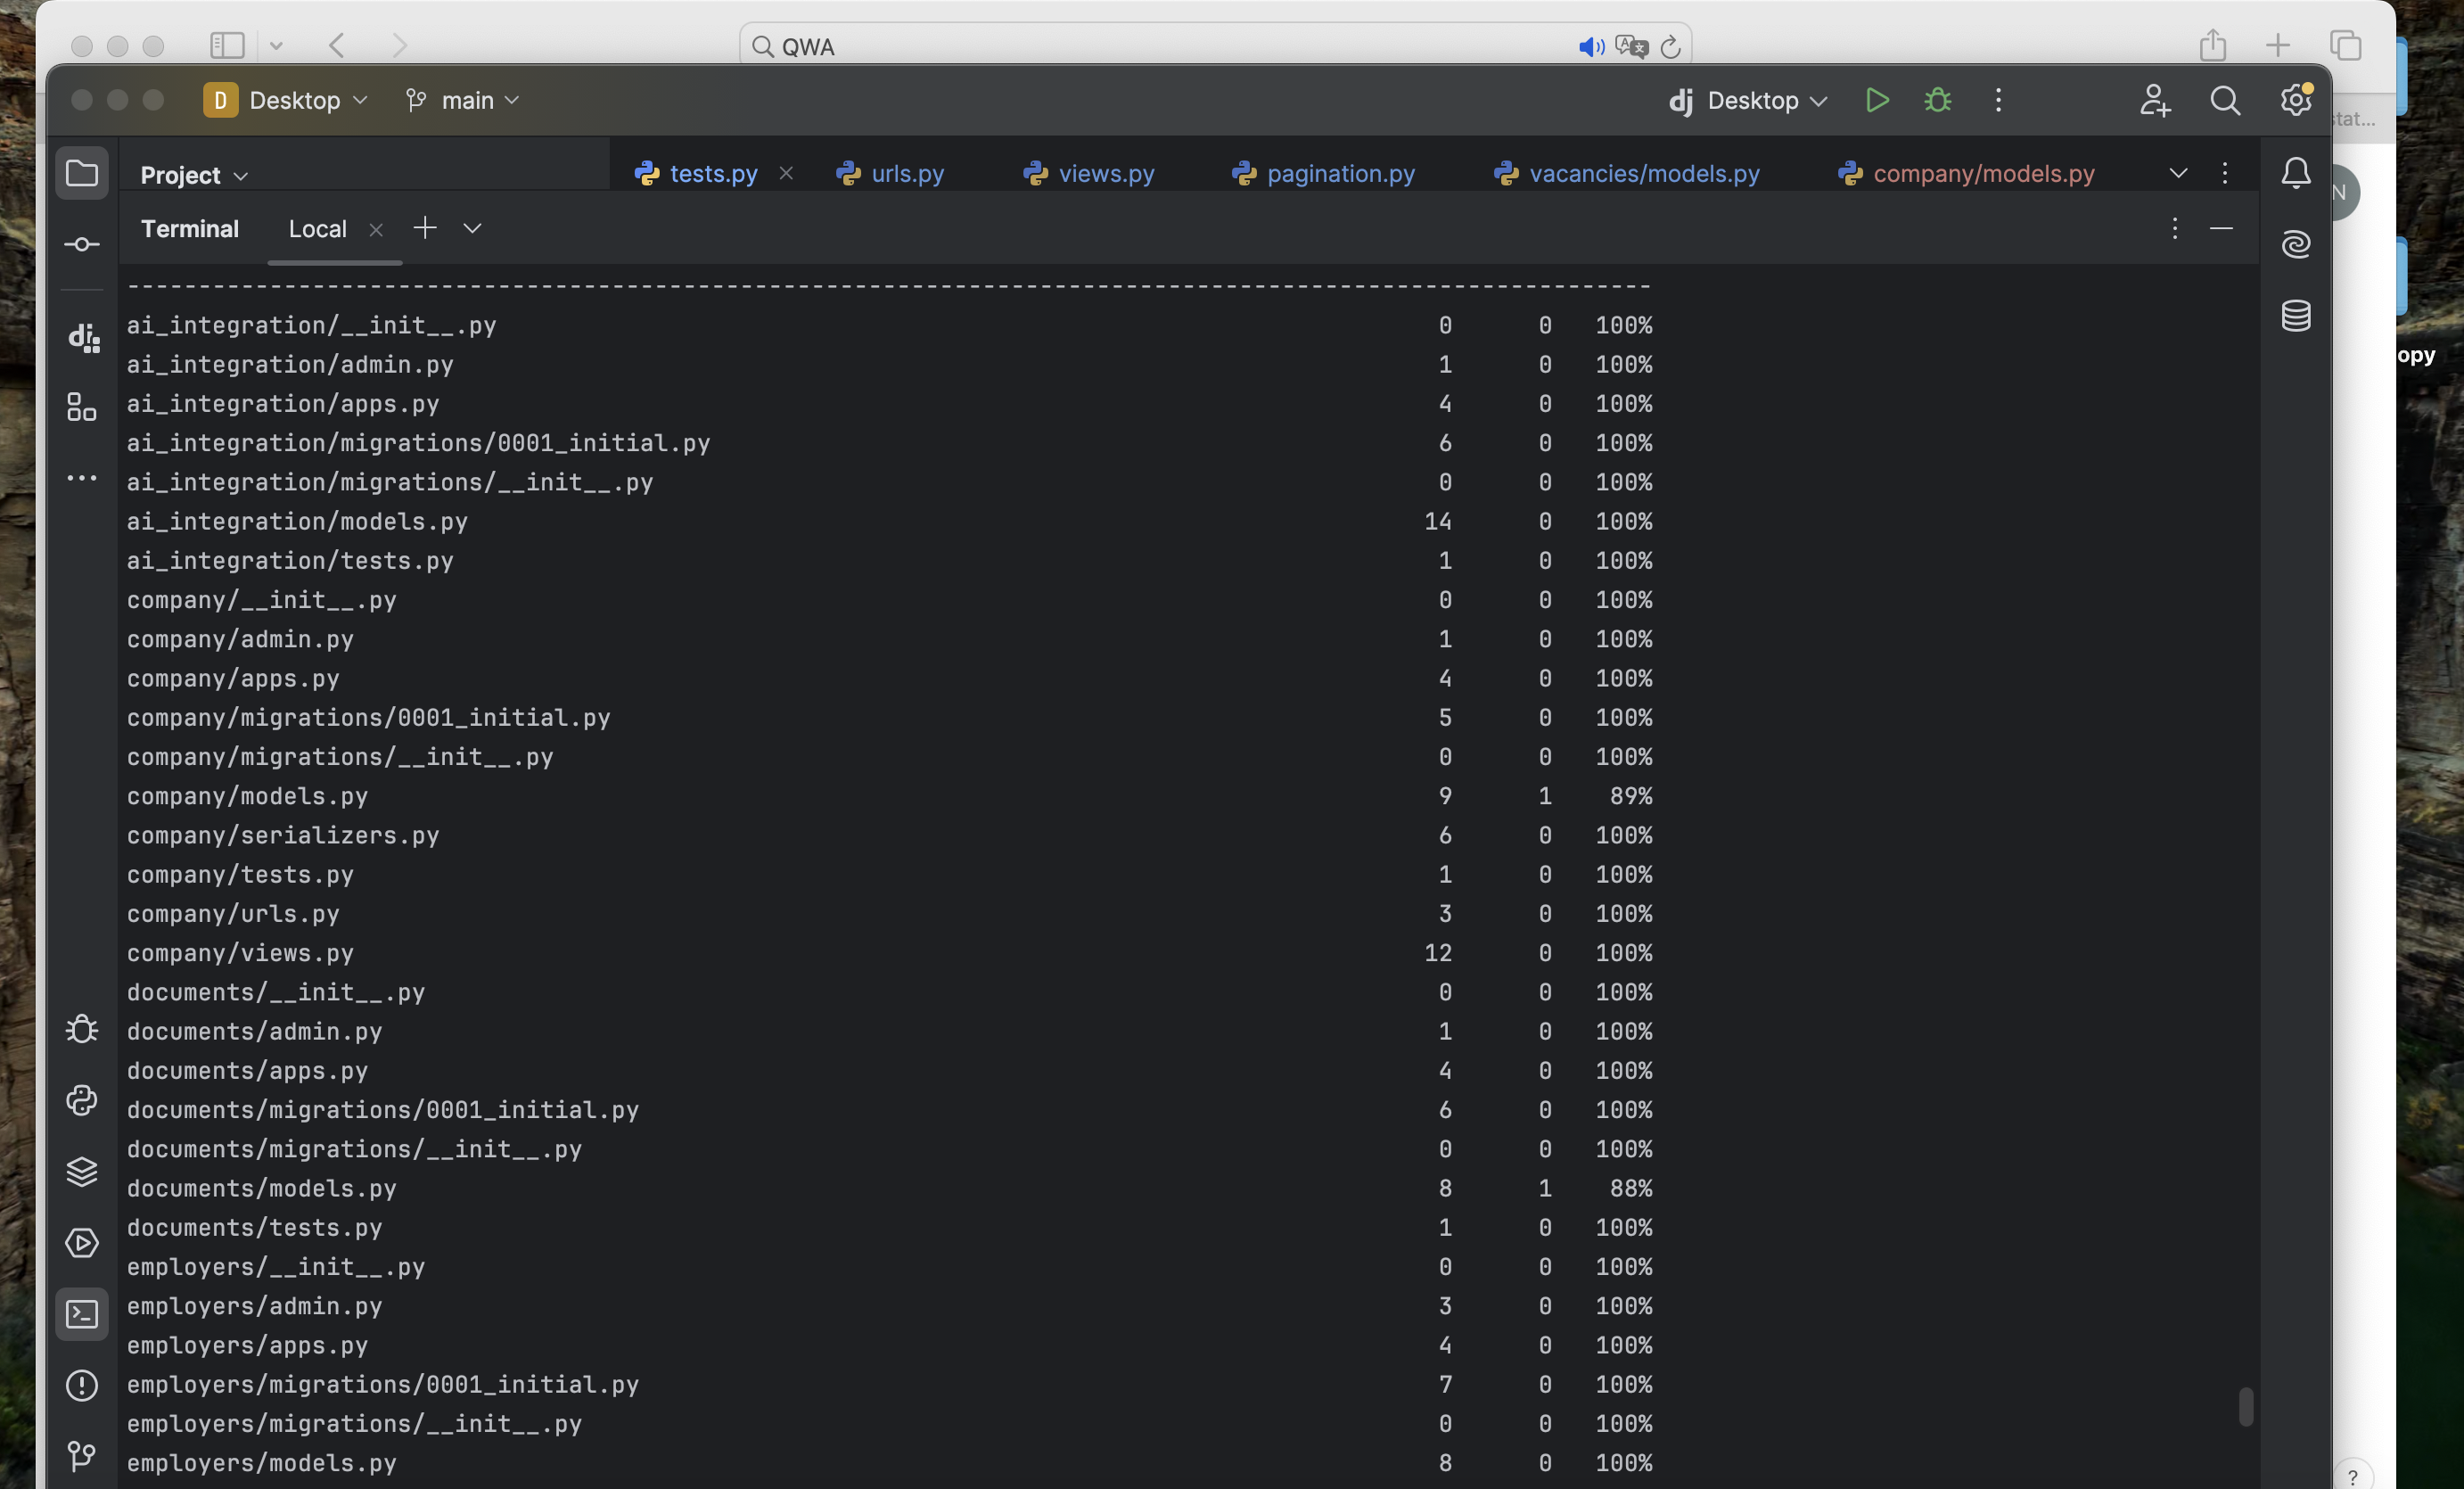 QWA
D Desktop main dj Desktop
stat...
Project tests.py urls.py views.py pagination.py vacancies/models.py company/models.py
N
Terminal Local
--------------------------------------------------------------------------------------------------------------
ai_integration/__init__.py 0 0 100%
ai_integration/admin.py 1 0 100%
opy
ai_integration/apps.py 4 0 100%
ai_integration/migrations/0001_initial.py 6 0 100%
ai_integration/migrations/__init__.py 0 0 100%
ai_integration/models.py 14 0 100%
ai_integration/tests.py 1 0 100%
company/__init__.py 0 0 100%
company/admin.py 1 0 100%
company/apps.py 4 0 100%
company/migrations/0001_initial.py 5 0 100%
company/migrations/__init__.py 0 0 100%
company/models.py 9 1 89%
company/serializers.py 6 0 100%
company/tests.py 1 0 100%
company/urls.py 3 0 100%
company/views.py 12 0 100%
documents/__init__.py 0 0 100%
documents/admin.py 1 0 100%
documents/apps.py 4 0 100%
documents/migrations/0001_initial.py 6 0 100%
documents/migrations/__init__.py 0 0 100%
documents/models.py 8 1 88%
documents/tests.py 1 0 100%
employers/__init__.py 0 0 100%
employers/admin.py 3 0 100%
employers/apps.py 4 0 100%
employers/migrations/0001_initial.py 7 0 100%
employers/migrations/__init__.py 0 0 100%
employers/models.py 8 0 100%
?